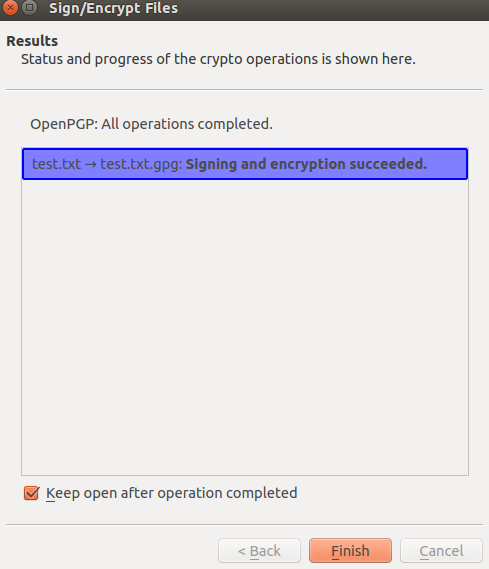 Sign/Encrypt Files
Results
Status and progress of the crypto operations is shown here.
OpenPGP: All operations completed.
test.txt → test.txt.gpg: Signing and encryption succeeded.
Keep open after operation completed
< Back
Finish
Cancel